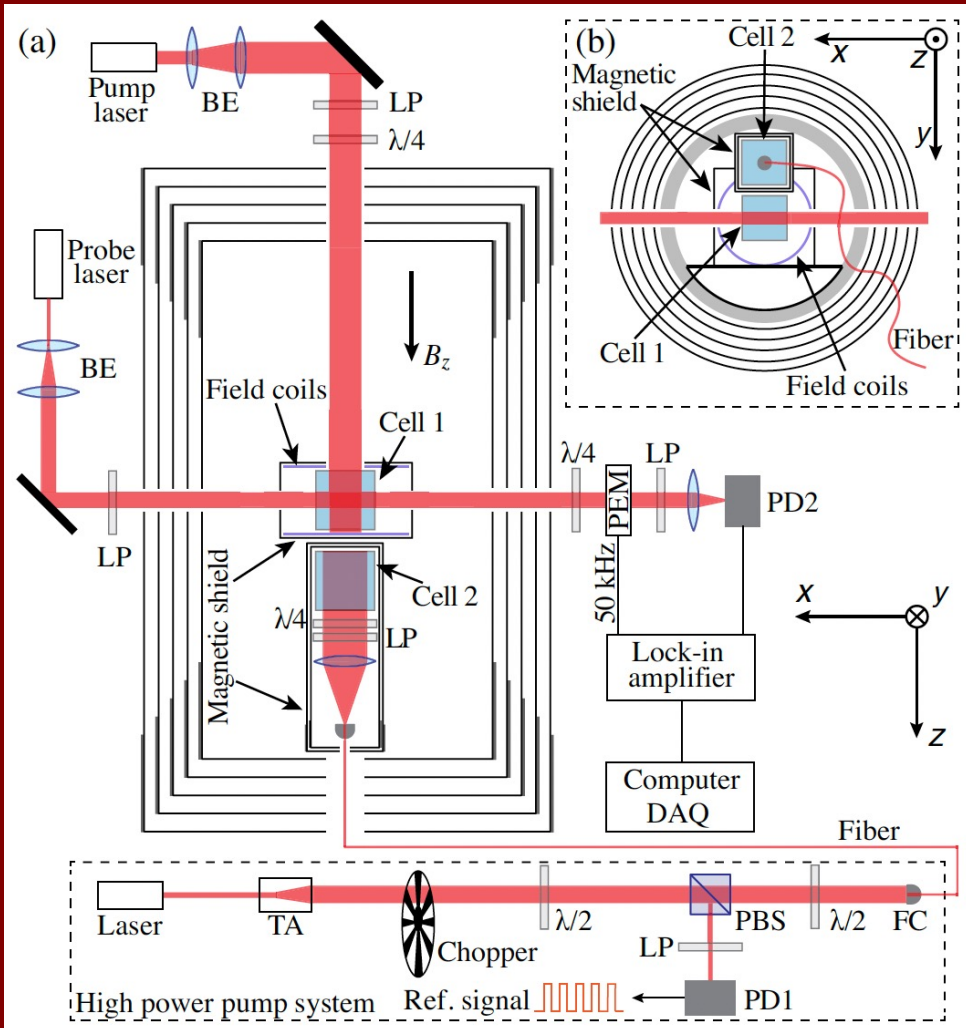 (a)
Pump
laser
BE
LP
λ/4
Probe
laser
BE
LP
B_z
Field coils
Cell 1
Magnetic shield
Cell 2
λ/4
LP
λ/4
LP
PEM
50 kHz
PD2
x
y
z
Lock-in
amplifier
Computer
DAQ
Fiber
(b)
Cell 2
x
z
y
Magnetic
shield
Cell 1
Fiber
Field coils
Laser
TA
Chopper
λ/2
PBS
λ/2
FC
LP
PD1
Ref. signal
High power pump system